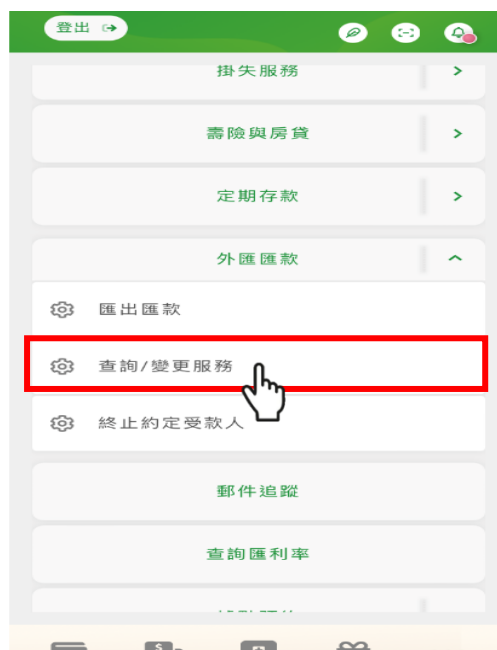 登出
掛失服務
壽險與房貸
定期存款
外匯匯款
匯出匯款
查詢/變更服務
終止約定受款人
郵件追蹤
查詢匯利率